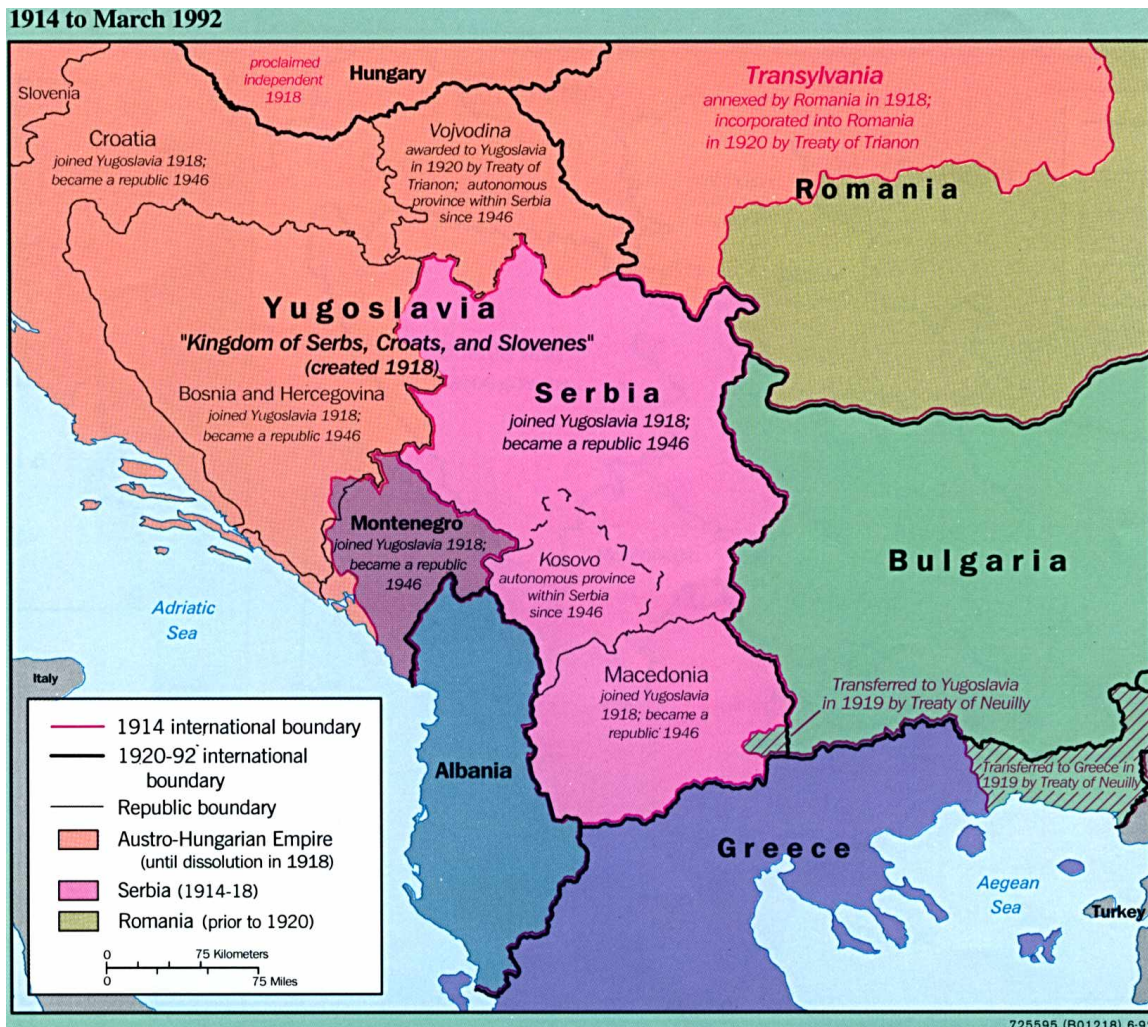 1914 to March 1992
Slovenia
proclaimed
independent
1918
Hungary
Transylvania
annexed by Romania in 1918;
incorporated into Romania
in 1920 by Treaty of Trianon
Croatia
joined Yugoslavia 1918;
became a republic 1946
Vojvodina
awarded to Yugoslavia
in 1920 by Treaty of
Trianon; autonomous
province within Serbia
since 1946
Romania
Yugoslavia
"Kingdom of Serbs, Croats, and Slovenes"
(created 1918)
Bosnia and Hercegovina
joined Yugoslavia 1918;
became a republic 1946
Serbia
joined Yugoslavia 1918;
became a republic 1946
Montenegro
joined Yugoslavia 1918;
became a republic
1946
Kosovo
autonomous province
within Serbia
since 1946
Bulgaria
Adriatic
Sea
Italy
Macedonia
joined Yugoslavia
1918; became a
republic 1946
Transferred to Yugoslavia
in 1919 by Treaty of Neuilly
Transferred to Greece in
1919 by Treaty of Neuilly
Albania
Greece
Aegean
Sea
Turkey
1914 international boundary
1920-92 international
boundary
Republic boundary
Austro-Hungarian Empire
(until dissolution in 1918)
Serbia (1914-18)
Romania (prior to 1920)
0 75 Kilometers
0 75 Miles
725595 (B01218) 6-9